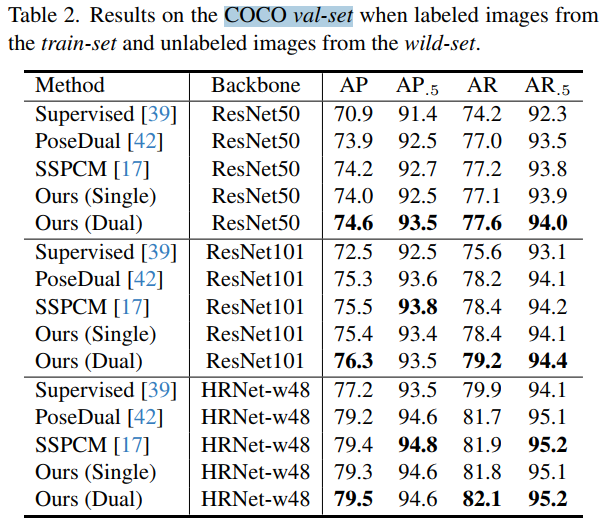 Table 2. Results on the COCO val-set when labeled images from
the train-set and unlabeled images from the wild-set.
Method Backbone AP AP.5 AR AR.5
Supervised [39] ResNet50 70.9 91.4 74.2 92.3
PoseDual [42] ResNet50 73.9 92.5 77.0 93.5
SSPCM [17] ResNet50 74.2 92.7 77.2 93.8
Ours (Single) ResNet50 74.0 92.5 77.1 93.9
Ours (Dual) ResNet50 74.6 93.5 77.6 94.0
Supervised [39] ResNet101 72.5 92.5 75.6 93.1
PoseDual [42] ResNet101 75.3 93.6 78.2 94.1
SSPCM [17] ResNet101 75.5 93.8 78.4 94.2
Ours (Single) ResNet101 75.4 93.4 78.4 94.1
Ours (Dual) ResNet101 76.3 93.5 79.2 94.4
Supervised [39] HRNet-w48 77.2 93.5 79.9 94.1
PoseDual [42] HRNet-w48 79.2 94.6 81.7 95.1
SSPCM [17] HRNet-w48 79.4 94.8 81.9 95.2
Ours (Single) HRNet-w48 79.3 94.6 81.8 95.1
Ours (Dual) HRNet-w48 79.5 94.6 82.1 95.2